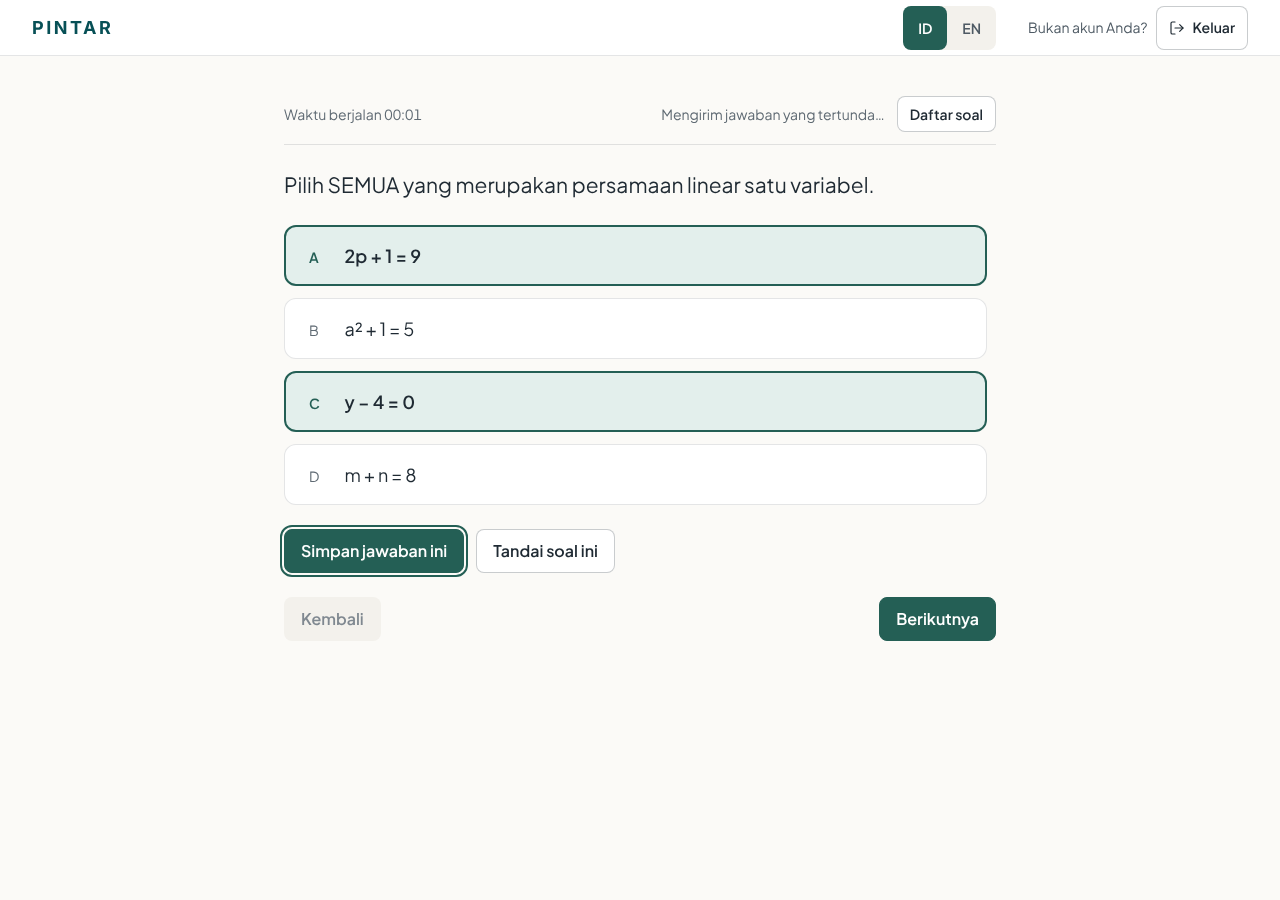 PINTAR
ID EN Bukan akun Anda? Keluar
Waktu berjalan 00:01 Mengirim jawaban yang tertunda… Daftar soal
Pilih SEMUA yang merupakan persamaan linear satu variabel.
A 2p + 1 = 9
B a² + 1 = 5
C y − 4 = 0
D m + n = 8
Simpan jawaban ini Tandai soal ini
Kembali Berikutnya